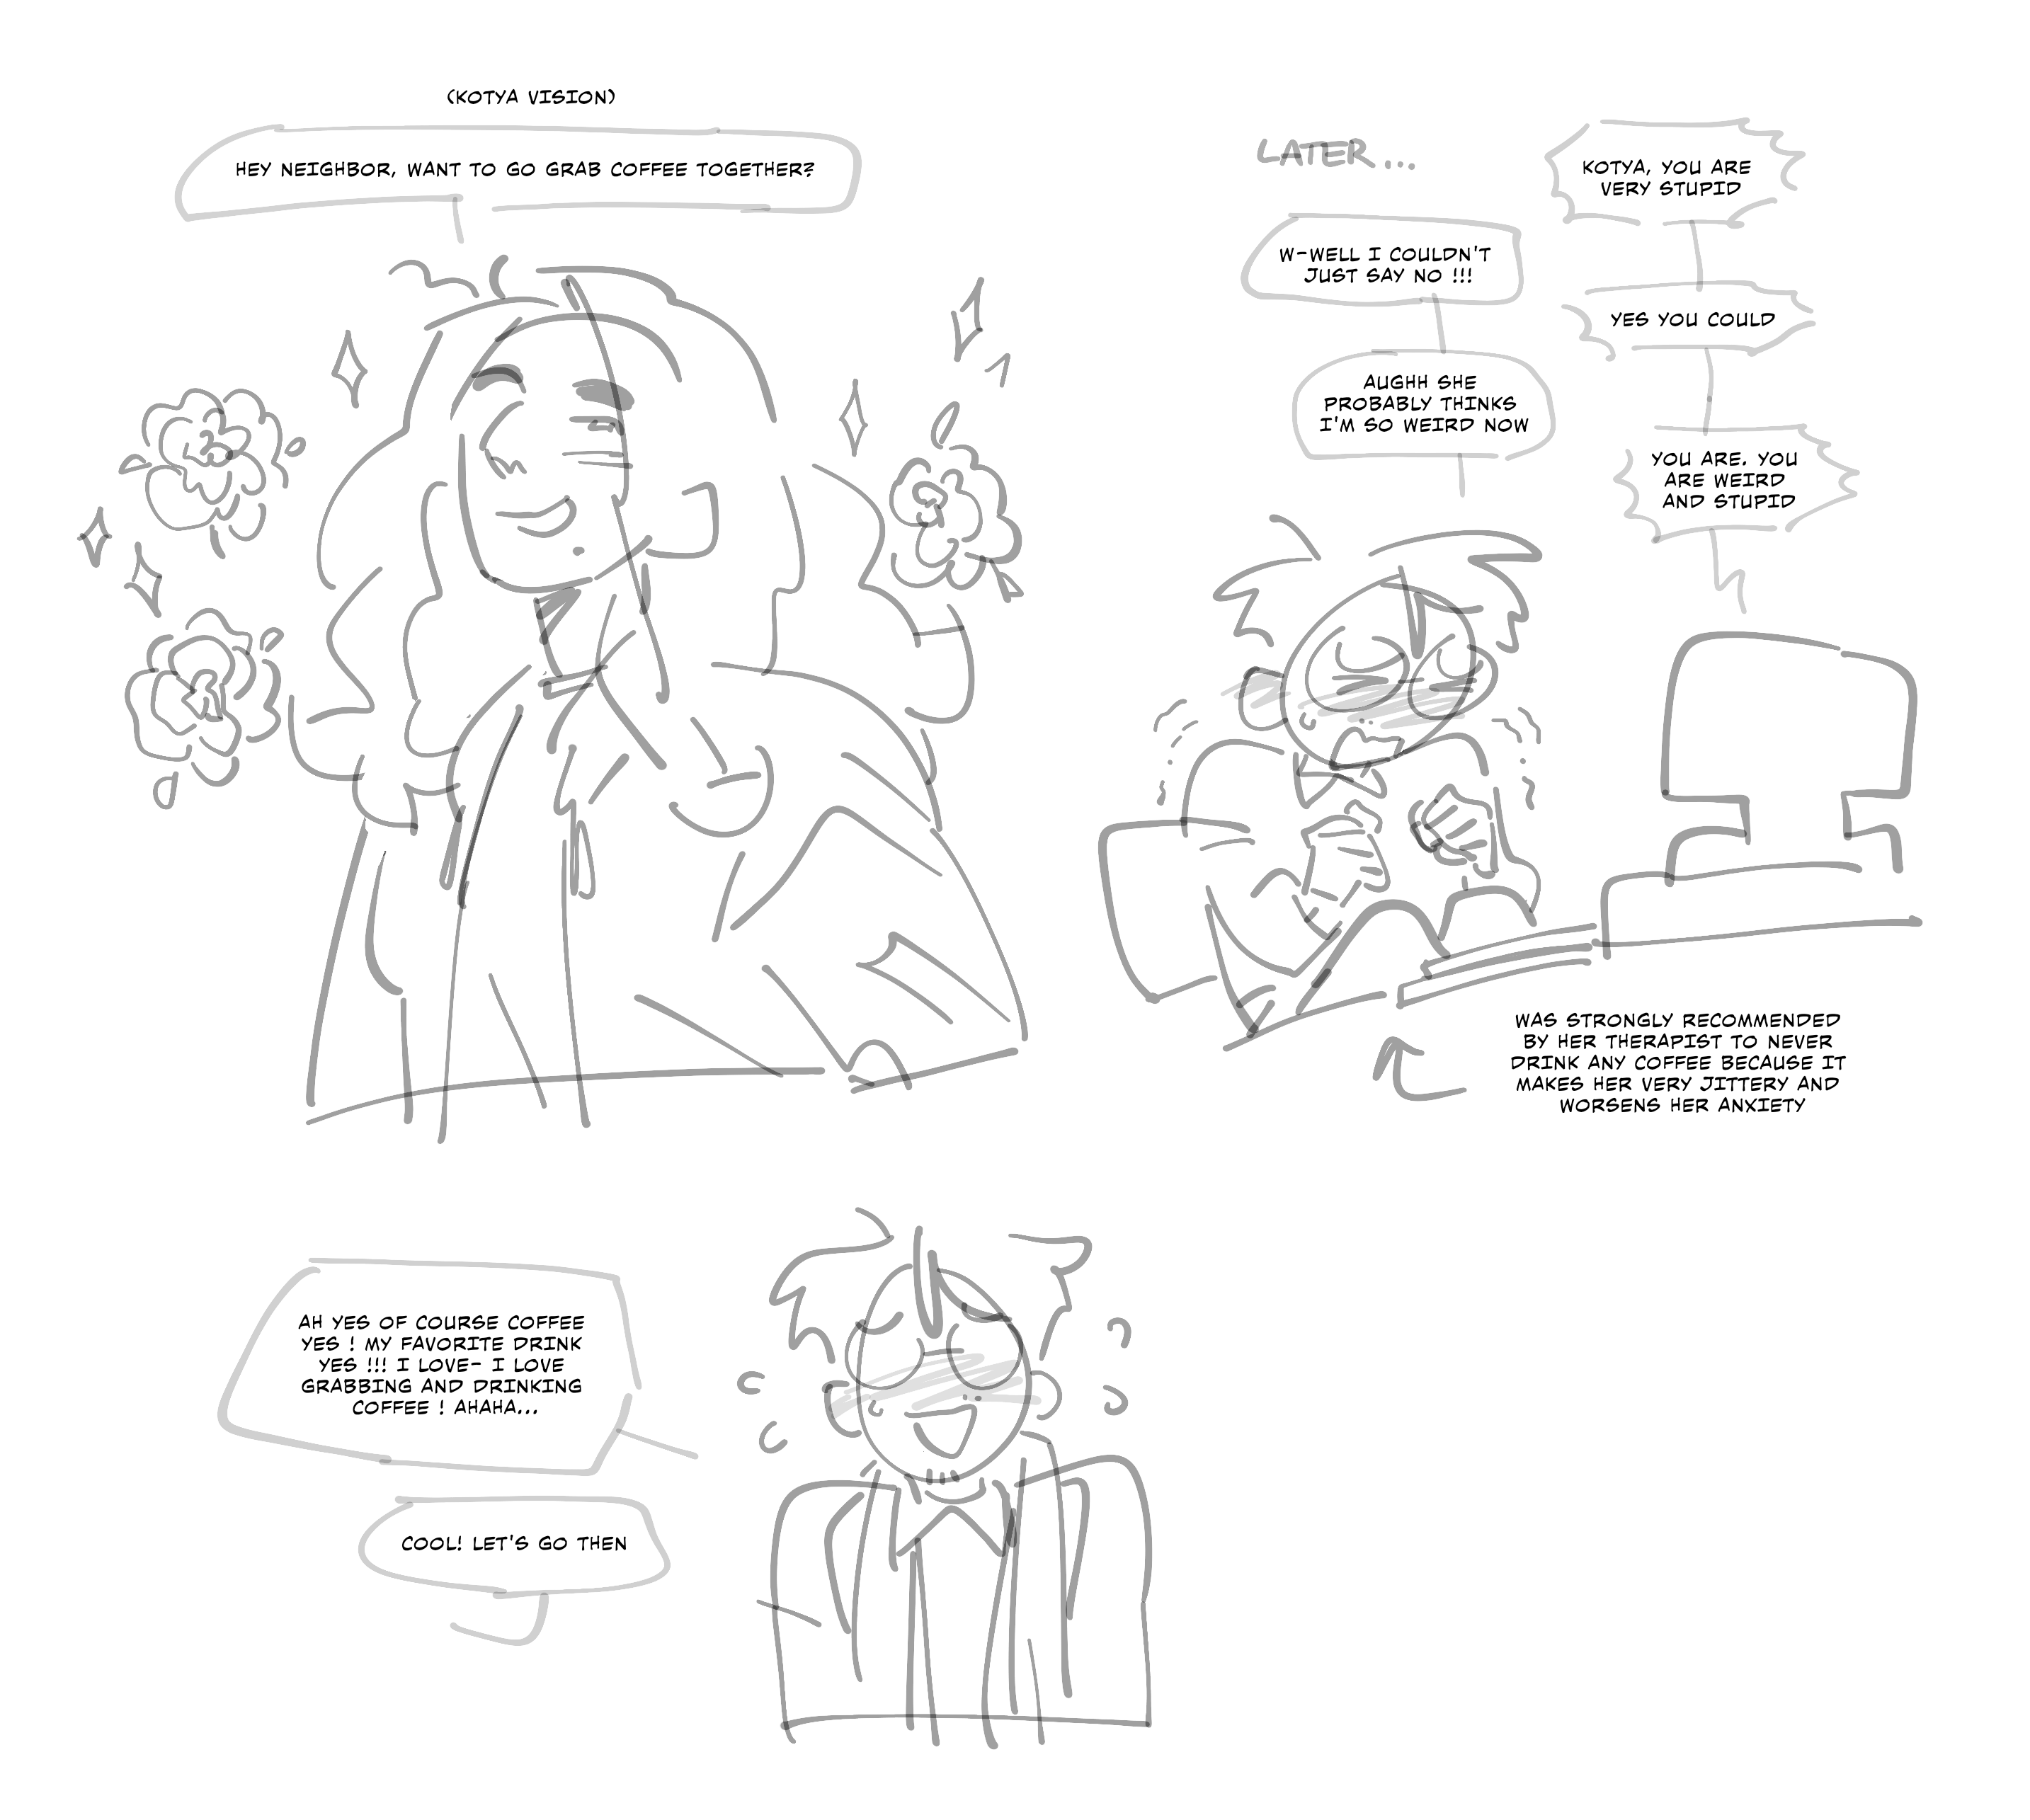 (KOTYA VISION)
HEY NEIGHBOR, WANT TO GO GRAB COFFEE TOGETHER?
AH YES OF COURSE COFFEE
YES ! MY FAVORITE DRINK
YES !!! I LOVE- I LOVE
GRABBING AND DRINKING
COFFEE ! AHAHA...
COOL! LET'S GO THEN
LATER...
KOTYA, YOU ARE
VERY STUPID
W-WELL I COULDN'T
JUST SAY NO !!!
YES YOU COULD
AUGHH SHE
PROBABLY THINKS
I'M SO WEIRD NOW
YOU ARE. YOU
ARE WEIRD
AND STUPID
WAS STRONGLY RECOMMENDED
BY HER THERAPIST TO NEVER
DRINK ANY COFFEE BECAUSE IT
MAKES HER VERY JITTERY AND
WORSENS HER ANXIETY